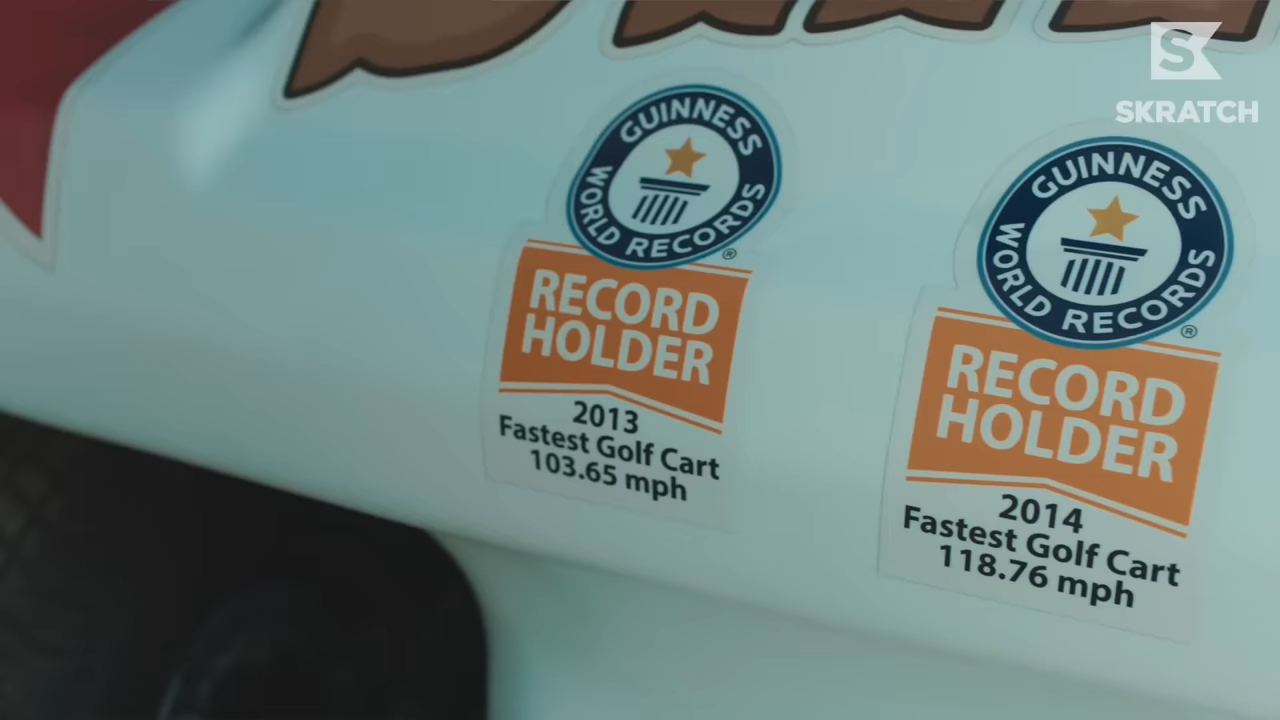 SKRATCH
GUINNESS
WORLD RECORDS
®
RECORD
HOLDER
2013
Fastest Golf Cart
103.65 mph
GUINNESS
WORLD RECORDS
®
RECORD
HOLDER
2014
Fastest Golf Cart
118.76 mph